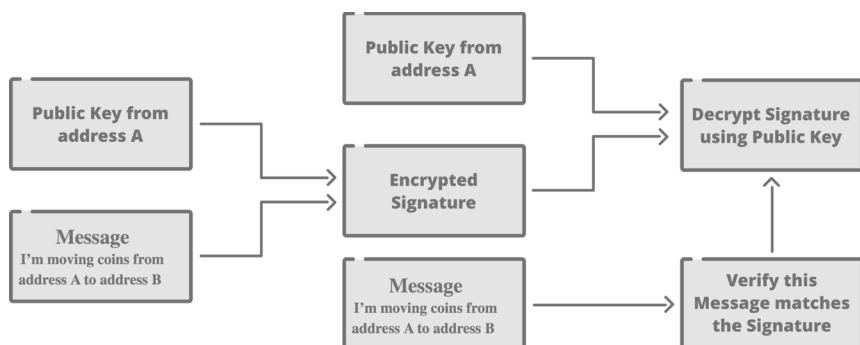 Public Key from
address A
Message
I'm moving coins from
address A to address B
Public Key from
address A
Encrypted
Signature
Message
I'm moving coins from
address A to address B
Decrypt Signature
using Public Key
Verify this
Message matches
the Signature